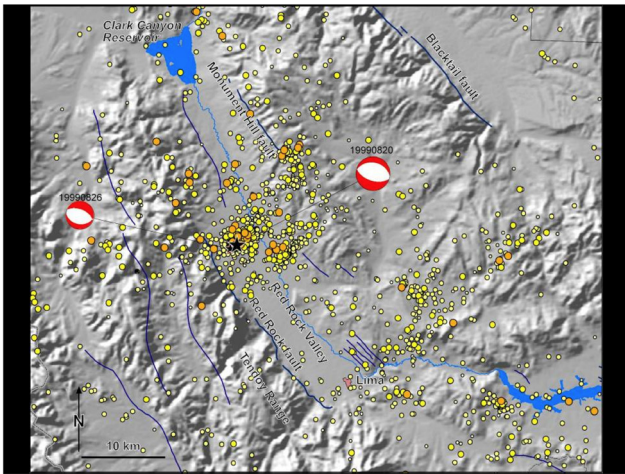 Clark Canyon
Reservoir
Monument Hill fault
Blacktail fault
19990820
19990826
Red Rock Valley
Red Rock fault
Tendoy Range
Lima
N
10 km